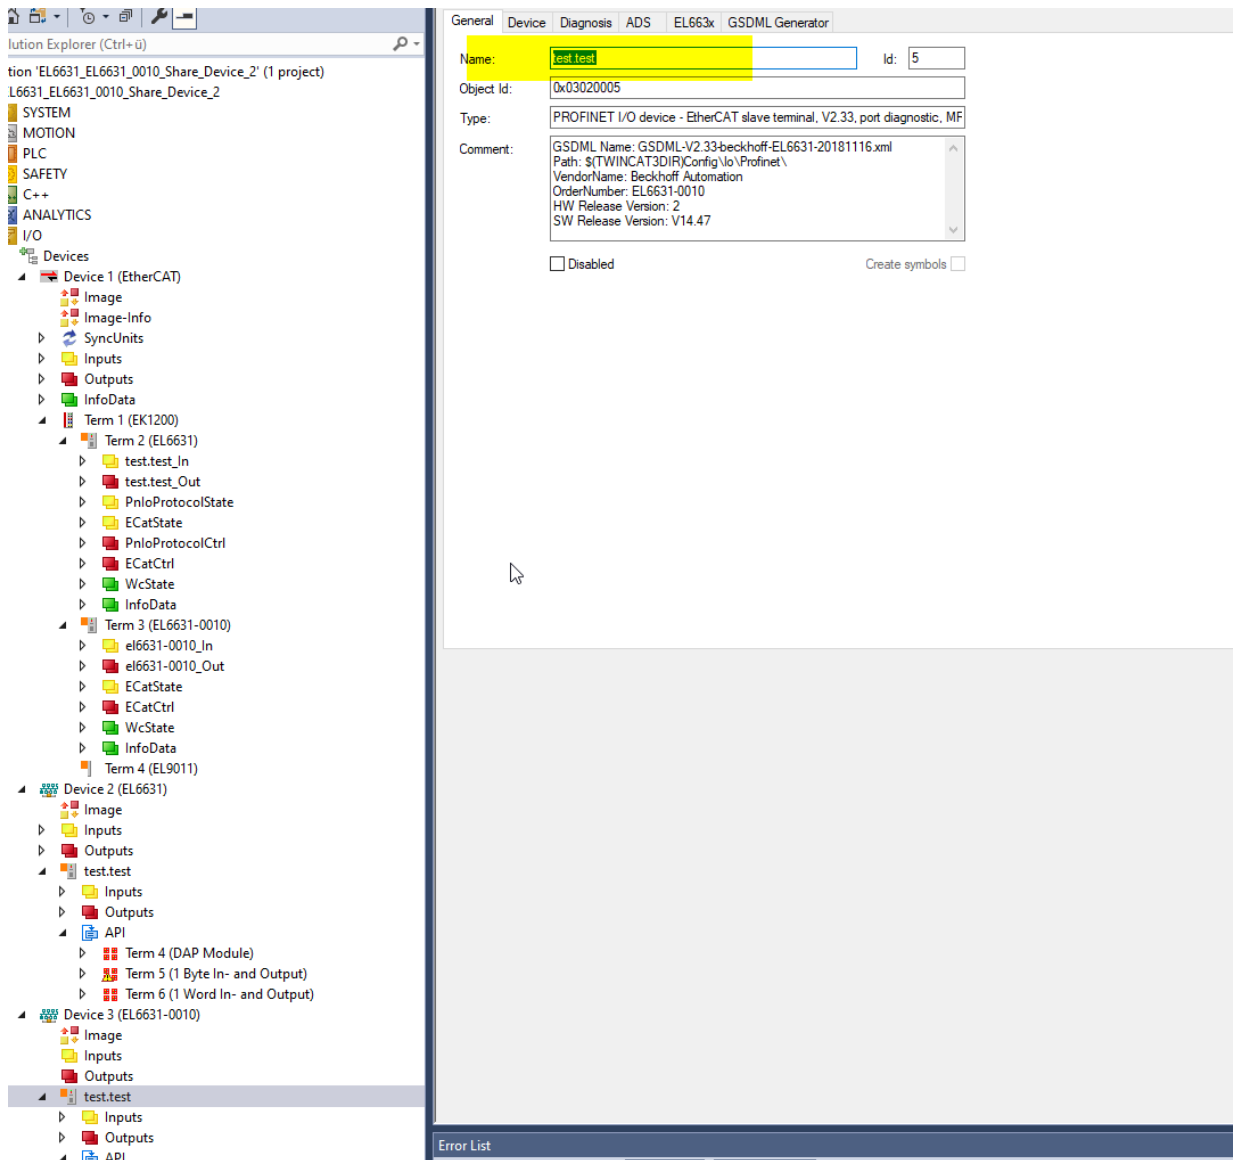 lution Explorer (Ctrl+ü)
tion 'EL6631_EL6631_0010_Share_Device_2' (1 project)
L6631_EL6631_0010_Share_Device_2
SYSTEM
MOTION
PLC
SAFETY
C++
ANALYTICS
I/O
Devices
Device 1 (EtherCAT)
Image
Image-Info
SyncUnits
Inputs
Outputs
InfoData
Term 1 (EK1200)
Term 2 (EL6631)
test.test_In
test.test_Out
PnIoProtocolState
ECatState
PnIoProtocolCtrl
ECatCtrl
WcState
InfoData
Term 3 (EL6631-0010)
el6631-0010_In
el6631-0010_Out
ECatState
ECatCtrl
WcState
InfoData
Term 4 (EL9011)
Device 2 (EL6631)
Image
Inputs
Outputs
test.test
Inputs
Outputs
API
Term 4 (DAP Module)
Term 5 (1 Byte In- and Output)
Term 6 (1 Word In- and Output)
Device 3 (EL6631-0010)
Image
Inputs
Outputs
test.test
Inputs
Outputs
API
General Device Diagnosis ADS EL663x GSDML Generator
Name: test.test Id: 5
Object Id: 0x03020005
Type: PROFINET I/O device - EtherCAT slave terminal, V2.33, port diagnostic, MF
Comment: GSDML Name: GSDML-V2.33-beckhoff-EL6631-20181116.xml
Path: $(TWINCAT3DIR)Config\Io\Profinet\
VendorName: Beckhoff Automation
OrderNumber: EL6631-0010
HW Release Version: 2
SW Release Version: V14.47
Disabled Create symbols
Error List